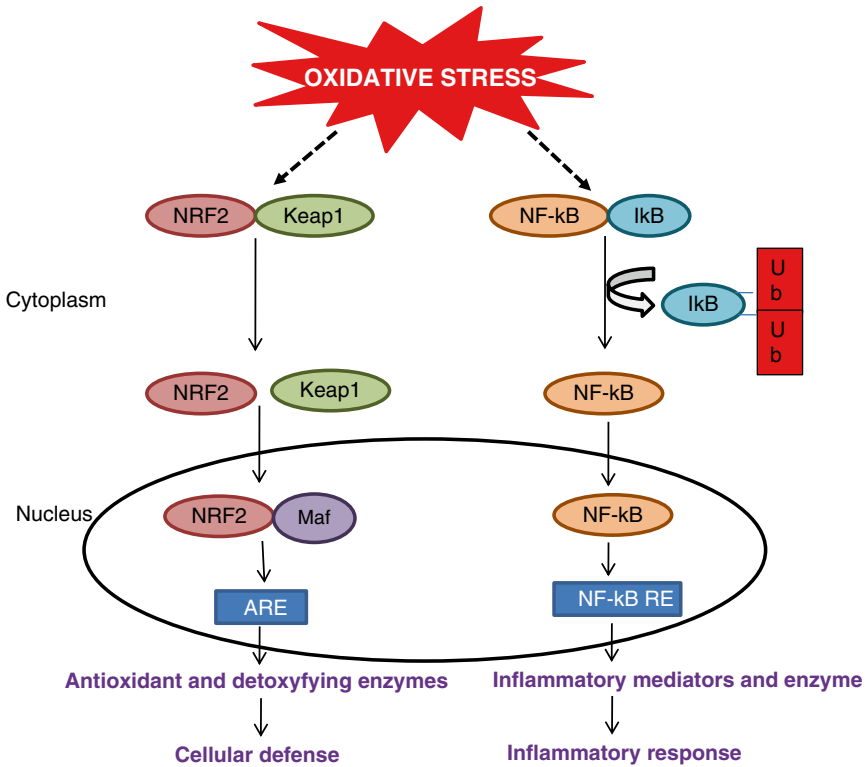 OXIDATIVE STRESS
NRF2
Keap1
NF-kB
IkB
Cytoplasm
IkB
U
b
U
b
NRF2
Keap1
NF-kB
Nucleus
NRF2
Maf
NF-kB
ARE
NF-kB RE
Antioxidant and detoxyfying enzymes
Inflammatory mediators and enzyme
Cellular defense
Inflammatory response